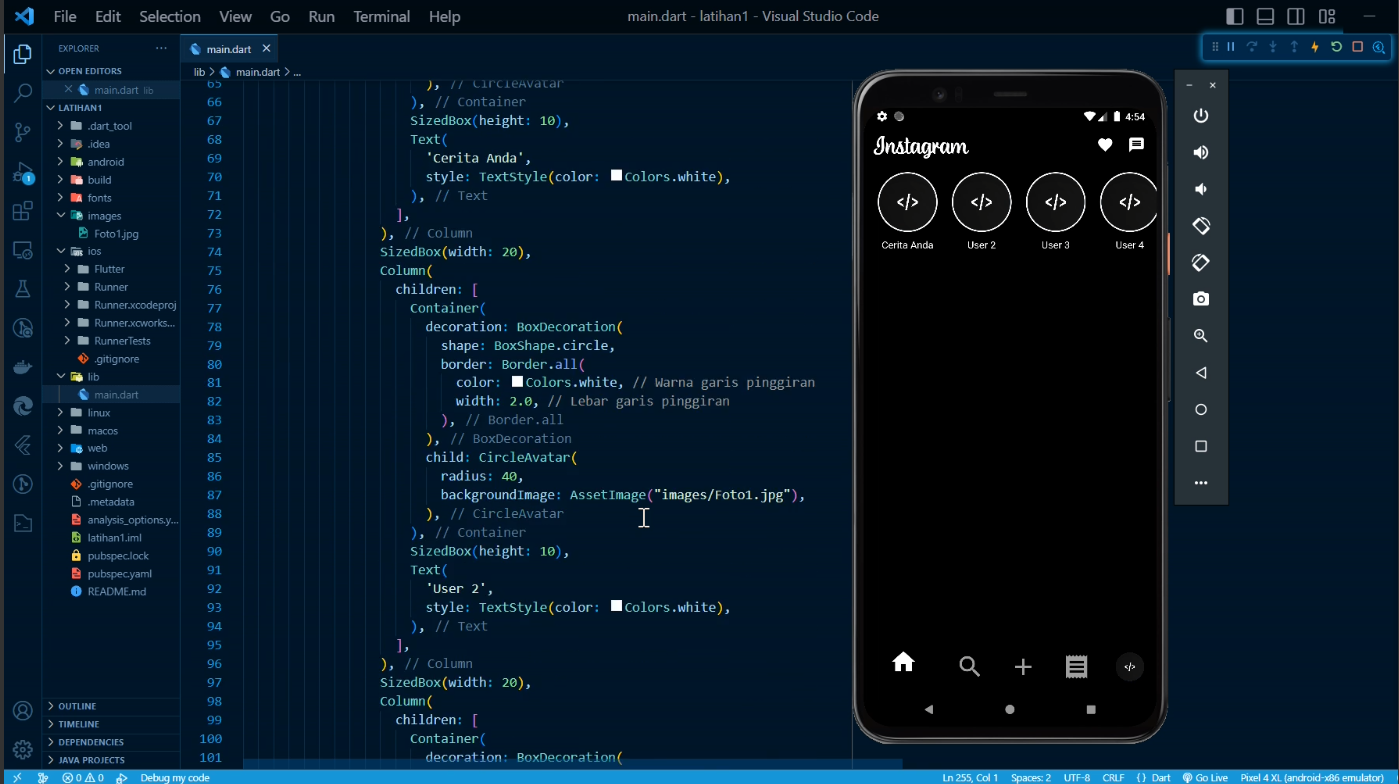 File Edit Selection View Go Run Terminal Help
main.dart - latihan1 - Visual Studio Code
EXPLORER
OPEN EDITORS
main.dart lib
LATIHAN1
.dart_tool
.idea
android
build
fonts
images
Foto1.jpg
ios
Flutter
Runner
Runner.xcodeproj
Runner.xcworks...
RunnerTests
.gitignore
lib
main.dart
linux
macos
web
windows
.gitignore
.metadata
analysis_options.y...
latihan1.iml
pubspec.lock
pubspec.yaml
README.md
OUTLINE
TIMELINE
DEPENDENCIES
JAVA PROJECTS
1
main.dart
lib > main.dart > ...
65 ), // CircleAvatar
66 ), // Container
67 SizedBox(height: 10),
68 Text(
69 'Cerita Anda',
70 style: TextStyle(color: Colors.white),
71 ), // Text
72 ],
73 ), // Column
74 SizedBox(width: 20),
75 Column(
76 children: [
77 Container(
78 decoration: BoxDecoration(
79 shape: BoxShape.circle,
80 border: Border.all(
81 color: Colors.white, // Warna garis pinggiran
82 width: 2.0, // Lebar garis pinggiran
83 ), // Border.all
84 ), // BoxDecoration
85 child: CircleAvatar(
86 radius: 40,
87 backgroundImage: AssetImage("images/Foto1.jpg"),
88 ), // CircleAvatar
89 ), // Container
90 SizedBox(height: 10),
91 Text(
92 'User 2',
93 style: TextStyle(color: Colors.white),
94 ), // Text
95 ],
96 ), // Column
97 SizedBox(width: 20),
98 Column(
99 children: [
100 Container(
101 decoration: BoxDecoration(
4:54
Instagram
</> </> </> </>
Cerita Anda User 2 User 3 User 4
</>
0 0 Debug my code
Ln 255, Col 1 Spaces: 2 UTF-8 CRLF {} Dart Go Live Pixel 4 XL (android-x86 emulator)